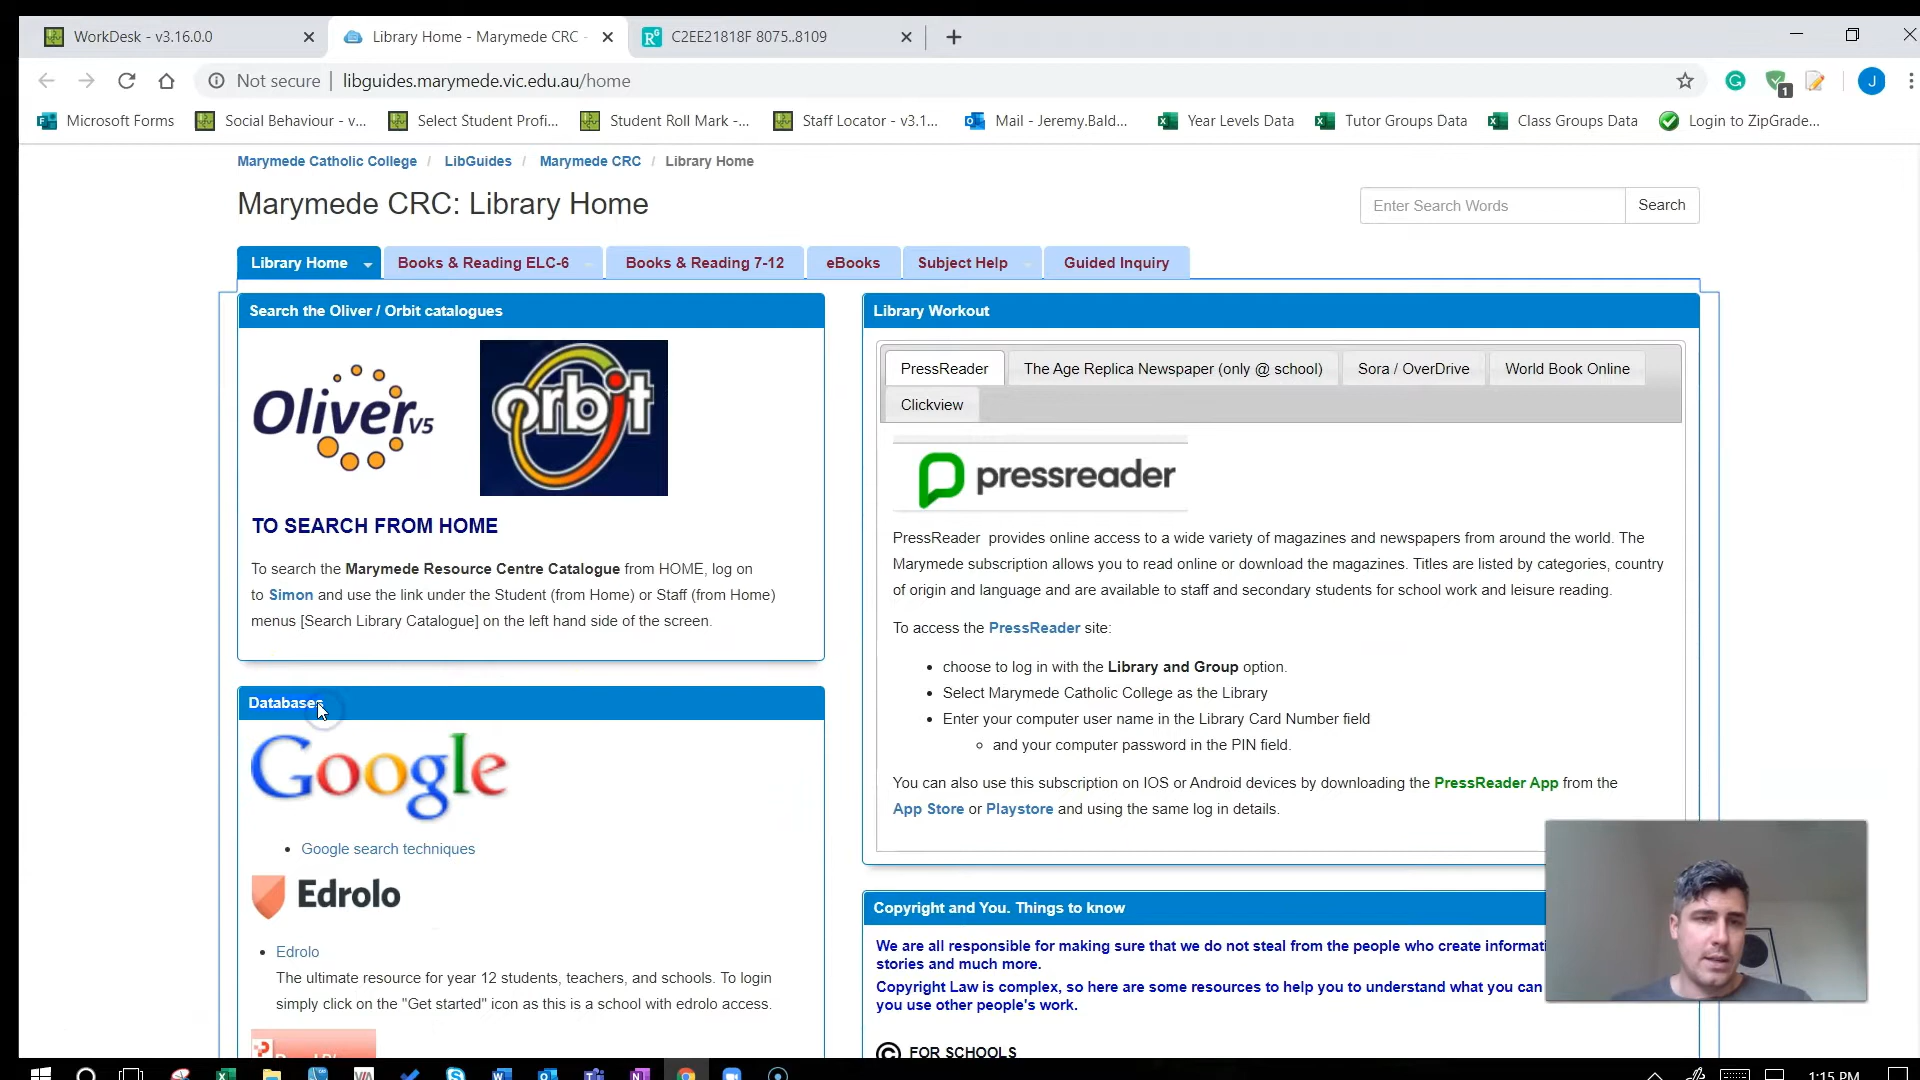 WorkDesk - v3.16.0.0
Library Home - Marymede CRC -
C2EE21818F 8075..8109
Not secure | libguides.marymede.vic.edu.au/home
1
J
Microsoft Forms
Social Behaviour - v...
Select Student Profi...
Student Roll Mark -...
Staff Locator - v3.1...
Mail - Jeremy.Bald...
Year Levels Data
Tutor Groups Data
Class Groups Data
Login to ZipGrade...
Marymede Catholic College / LibGuides / Marymede CRC / Library Home
Marymede CRC: Library Home
Enter Search Words
Search
Library Home
Books & Reading ELC-6
Books & Reading 7-12
eBooks
Subject Help
Guided Inquiry
Search the Oliver / Orbit catalogues
Oliver v5
orbit
TO SEARCH FROM HOME
To search the Marymede Resource Centre Catalogue from HOME, log on
to Simon and use the link under the Student (from Home) or Staff (from Home)
menus [Search Library Catalogue] on the left hand side of the screen.
Databases
Google
• Google search techniques
Edrolo
• Edrolo
The ultimate resource for year 12 students, teachers, and schools. To login
simply click on the "Get started" icon as this is a school with edrolo access.
Library Workout
PressReader
The Age Replica Newspaper (only @ school)
Sora / OverDrive
World Book Online
Clickview
pressreader
PressReader provides online access to a wide variety of magazines and newspapers from around the world. The
Marymede subscription allows you to read online or download the magazines. Titles are listed by categories, country
of origin and language and are available to staff and secondary students for school work and leisure reading.
To access the PressReader site:
• choose to log in with the Library and Group option.
• Select Marymede Catholic College as the Library
• Enter your computer user name in the Library Card Number field
○ and your computer password in the PIN field.
You can also use this subscription on IOS or Android devices by downloading the PressReader App from the
App Store or Playstore and using the same log in details.
Copyright and You. Things to know
We are all responsible for making sure that we do not steal from the people who create informati
stories and much more.
Copyright Law is complex, so here are some resources to help you to understand what you can
you use other people's work.
© FOR SCHOOLS
1:15 PM